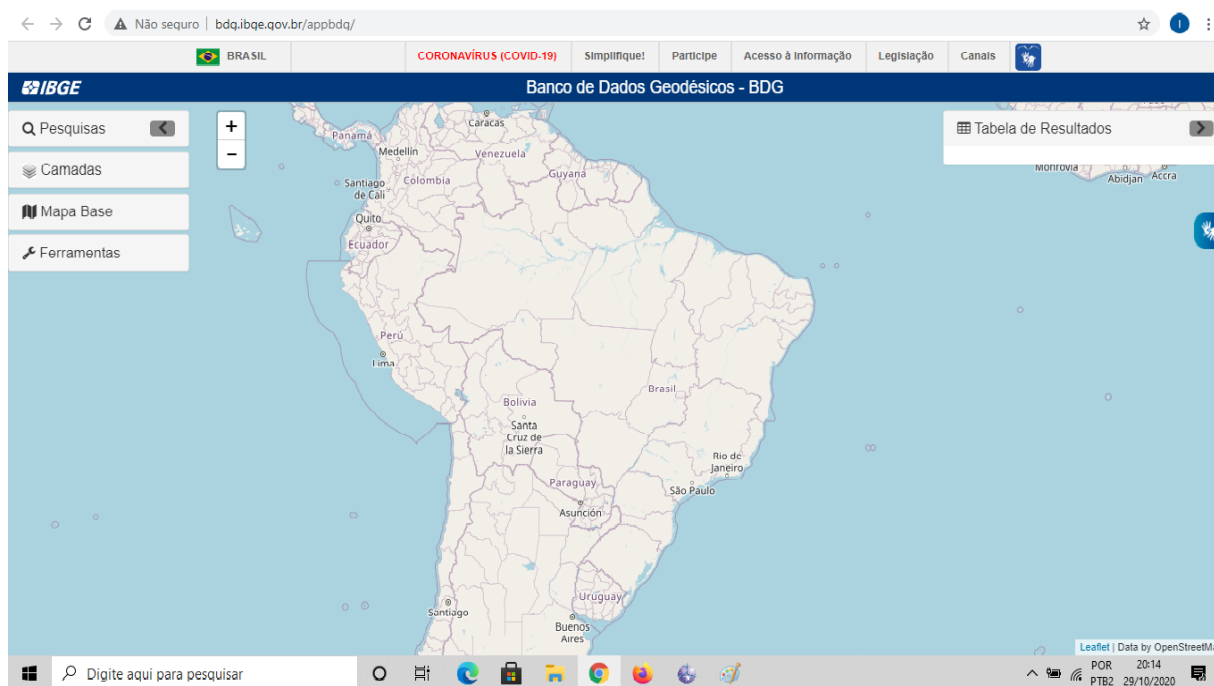 Não seguro | bdg.ibge.gov.br/appbdg/
BRASIL CORONAVÍRUS (COVID-19) Simplifique! Participe Acesso à informação Legislação Canais
IBGE Banco de Dados Geodésicos - BDG
Pesquisas
Camadas
Mapa Base
Ferramentas
+
−
Tabela de Resultados
Caracas
Panamá
Medellín
Venezuela
Guyana
Santiago
de Cali
Colombia
Quito
Ecuador
Monrovia
Abidjan
Accra
Perú
Lima
Brasil
Bolivia
Santa
Cruz de
la Sierra
Rio de
Janeiro
Paraguay
São Paulo
Asunción
Uruguay
Santiago
Buenos
Aires
Leaflet | Data by OpenStreetM
Digite aqui para pesquisar
POR 20:14
PTB2 29/10/2020